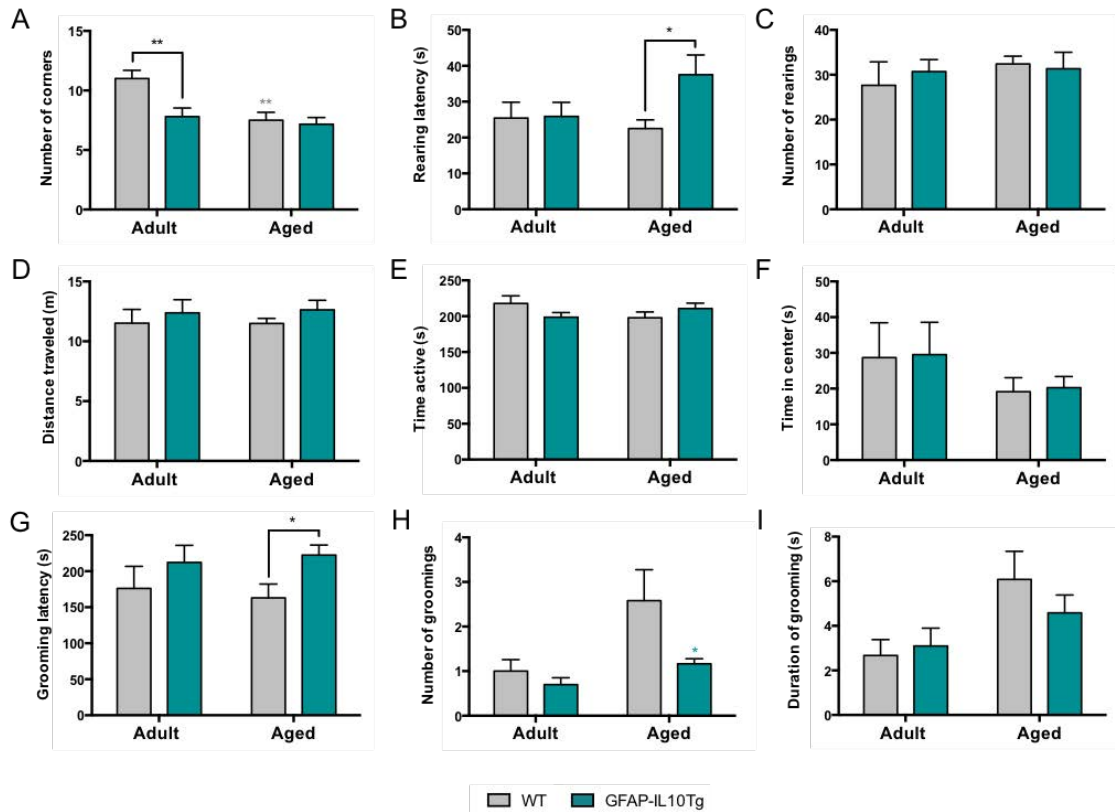 A
Number of corners
15
10
5
0
**
**
Adult
Aged
B
Rearing latency (s)
50
40
30
20
10
0
*
Adult
Aged
C
Number of rearings
40
30
20
10
0
Adult
Aged
D
Distance traveled (m)
15
10
5
0
Adult
Aged
E
Time active (s)
250
200
150
100
50
0
Adult
Aged
F
Time in center (s)
50
40
30
20
10
0
Adult
Aged
G
Grooming latency (s)
250
200
150
100
50
0
*
Adult
Aged
H
Number of groomings
4
3
2
1
0
*
Adult
Aged
I
Duration of grooming (s)
8
6
4
2
0
Adult
Aged
WT
GFAP-IL10Tg